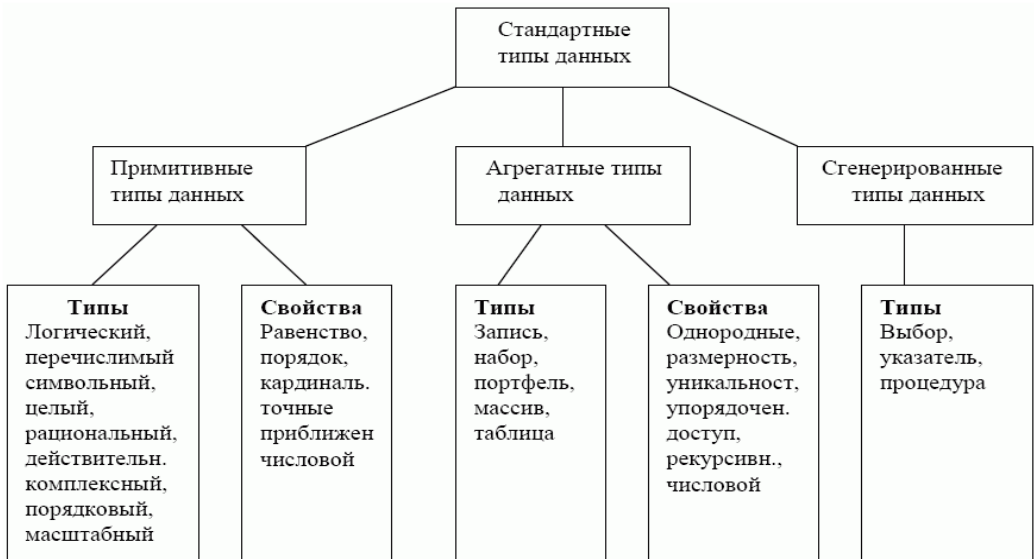 Стандартные
типы данных
Примитивные
типы данных
Агрегатные типы
данных
Сгенерированные
типы данных
Типы
Логический,
перечислимый
символьный,
целый,
рациональный,
действительн.
комплексный,
порядковый,
масштабный
Свойства
Равенство,
порядок,
кардиналь.
точные
приближен
числовой
Типы
Запись,
набор,
портфель,
массив,
таблица
Свойства
Однородные,
размерность,
уникальност,
упорядочен.
доступ,
рекурсивн.,
числовой
Типы
Выбор,
указатель,
процедура